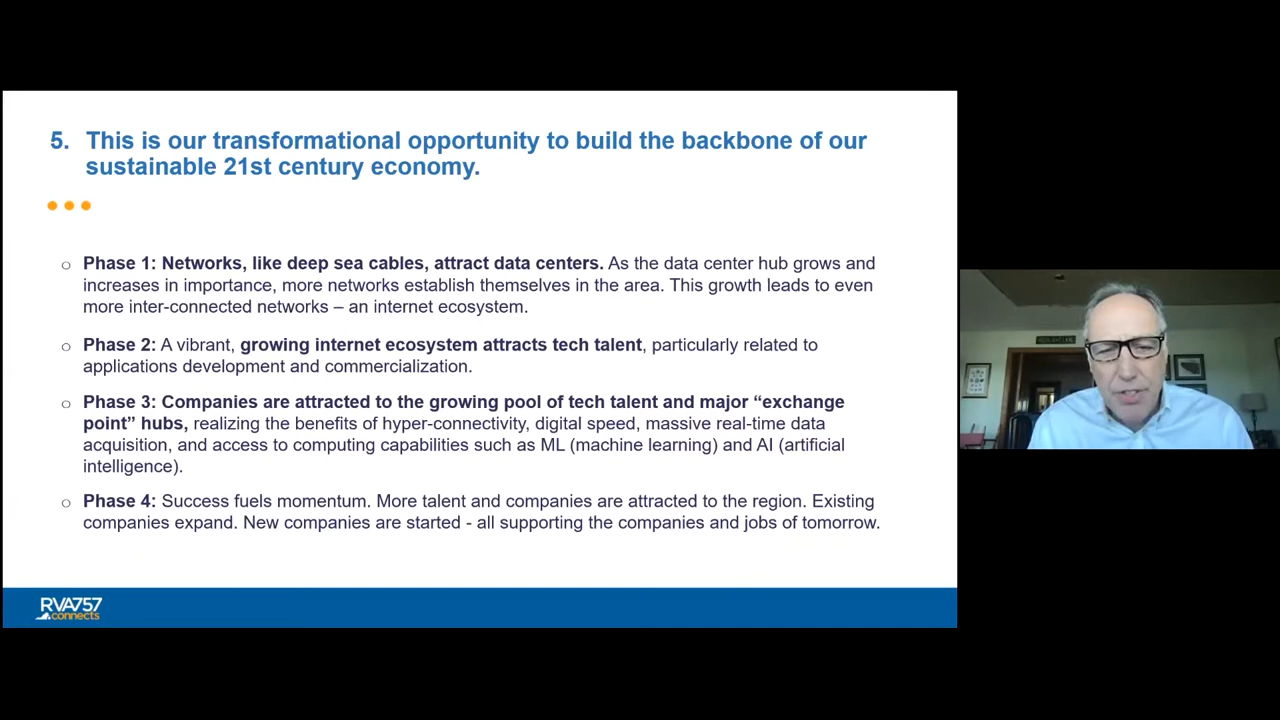 5. This is our transformational opportunity to build the backbone of our
sustainable 21st century economy.
Phase 1: Networks, like deep sea cables, attract data centers. As the data center hub grows and
increases in importance, more networks establish themselves in the area. This growth leads to even
more inter-connected networks – an internet ecosystem.
Phase 2: A vibrant, growing internet ecosystem attracts tech talent, particularly related to
applications development and commercialization.
Phase 3: Companies are attracted to the growing pool of tech talent and major “exchange
point” hubs, realizing the benefits of hyper-connectivity, digital speed, massive real-time data
acquisition, and access to computing capabilities such as ML (machine learning) and AI (artificial
intelligence).
Phase 4: Success fuels momentum. More talent and companies are attracted to the region. Existing
companies expand. New companies are started - all supporting the companies and jobs of tomorrow.
RVA757
connects